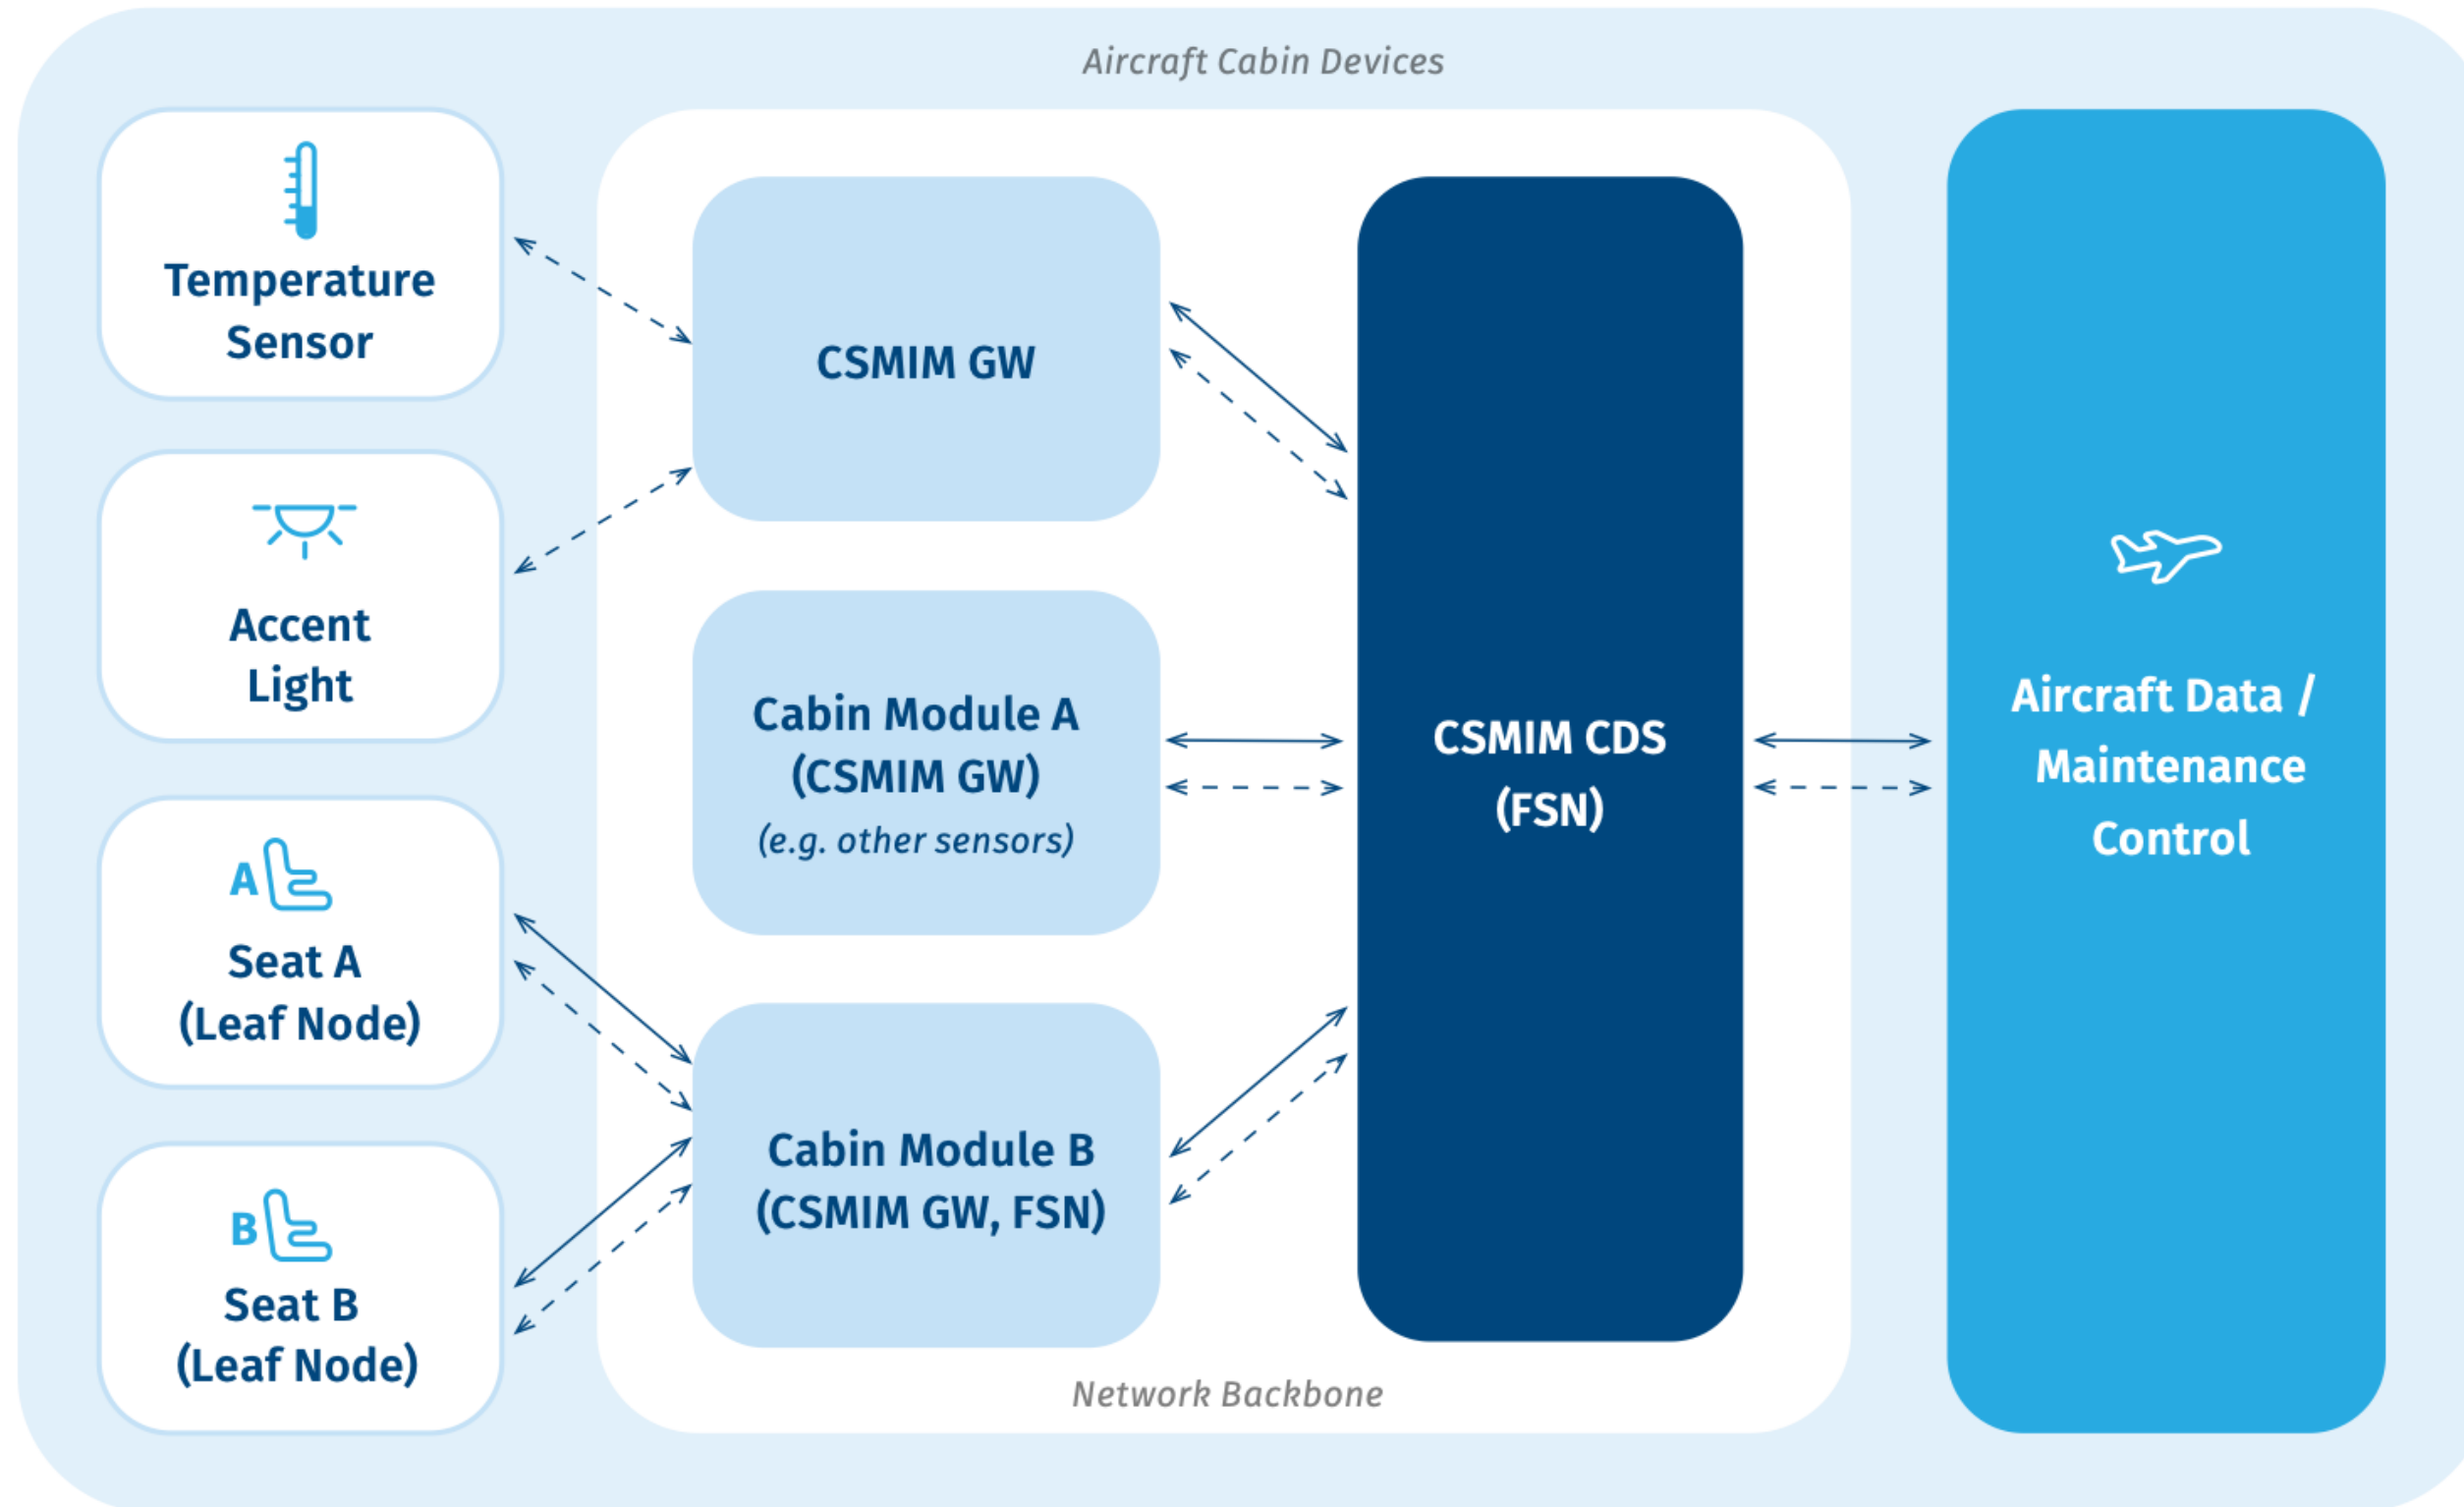 Aircraft Cabin Devices
Temperature
Sensor
Accent
Light
A
Seat A
(Leaf Node)
B
Seat B
(Leaf Node)
CSMIM GW
Cabin Module A
(CSMIM GW)
(e.g. other sensors)
Cabin Module B
(CSMIM GW, FSN)
CSMIM CDS
(FSN)
Network Backbone
Aircraft Data /
Maintenance
Control